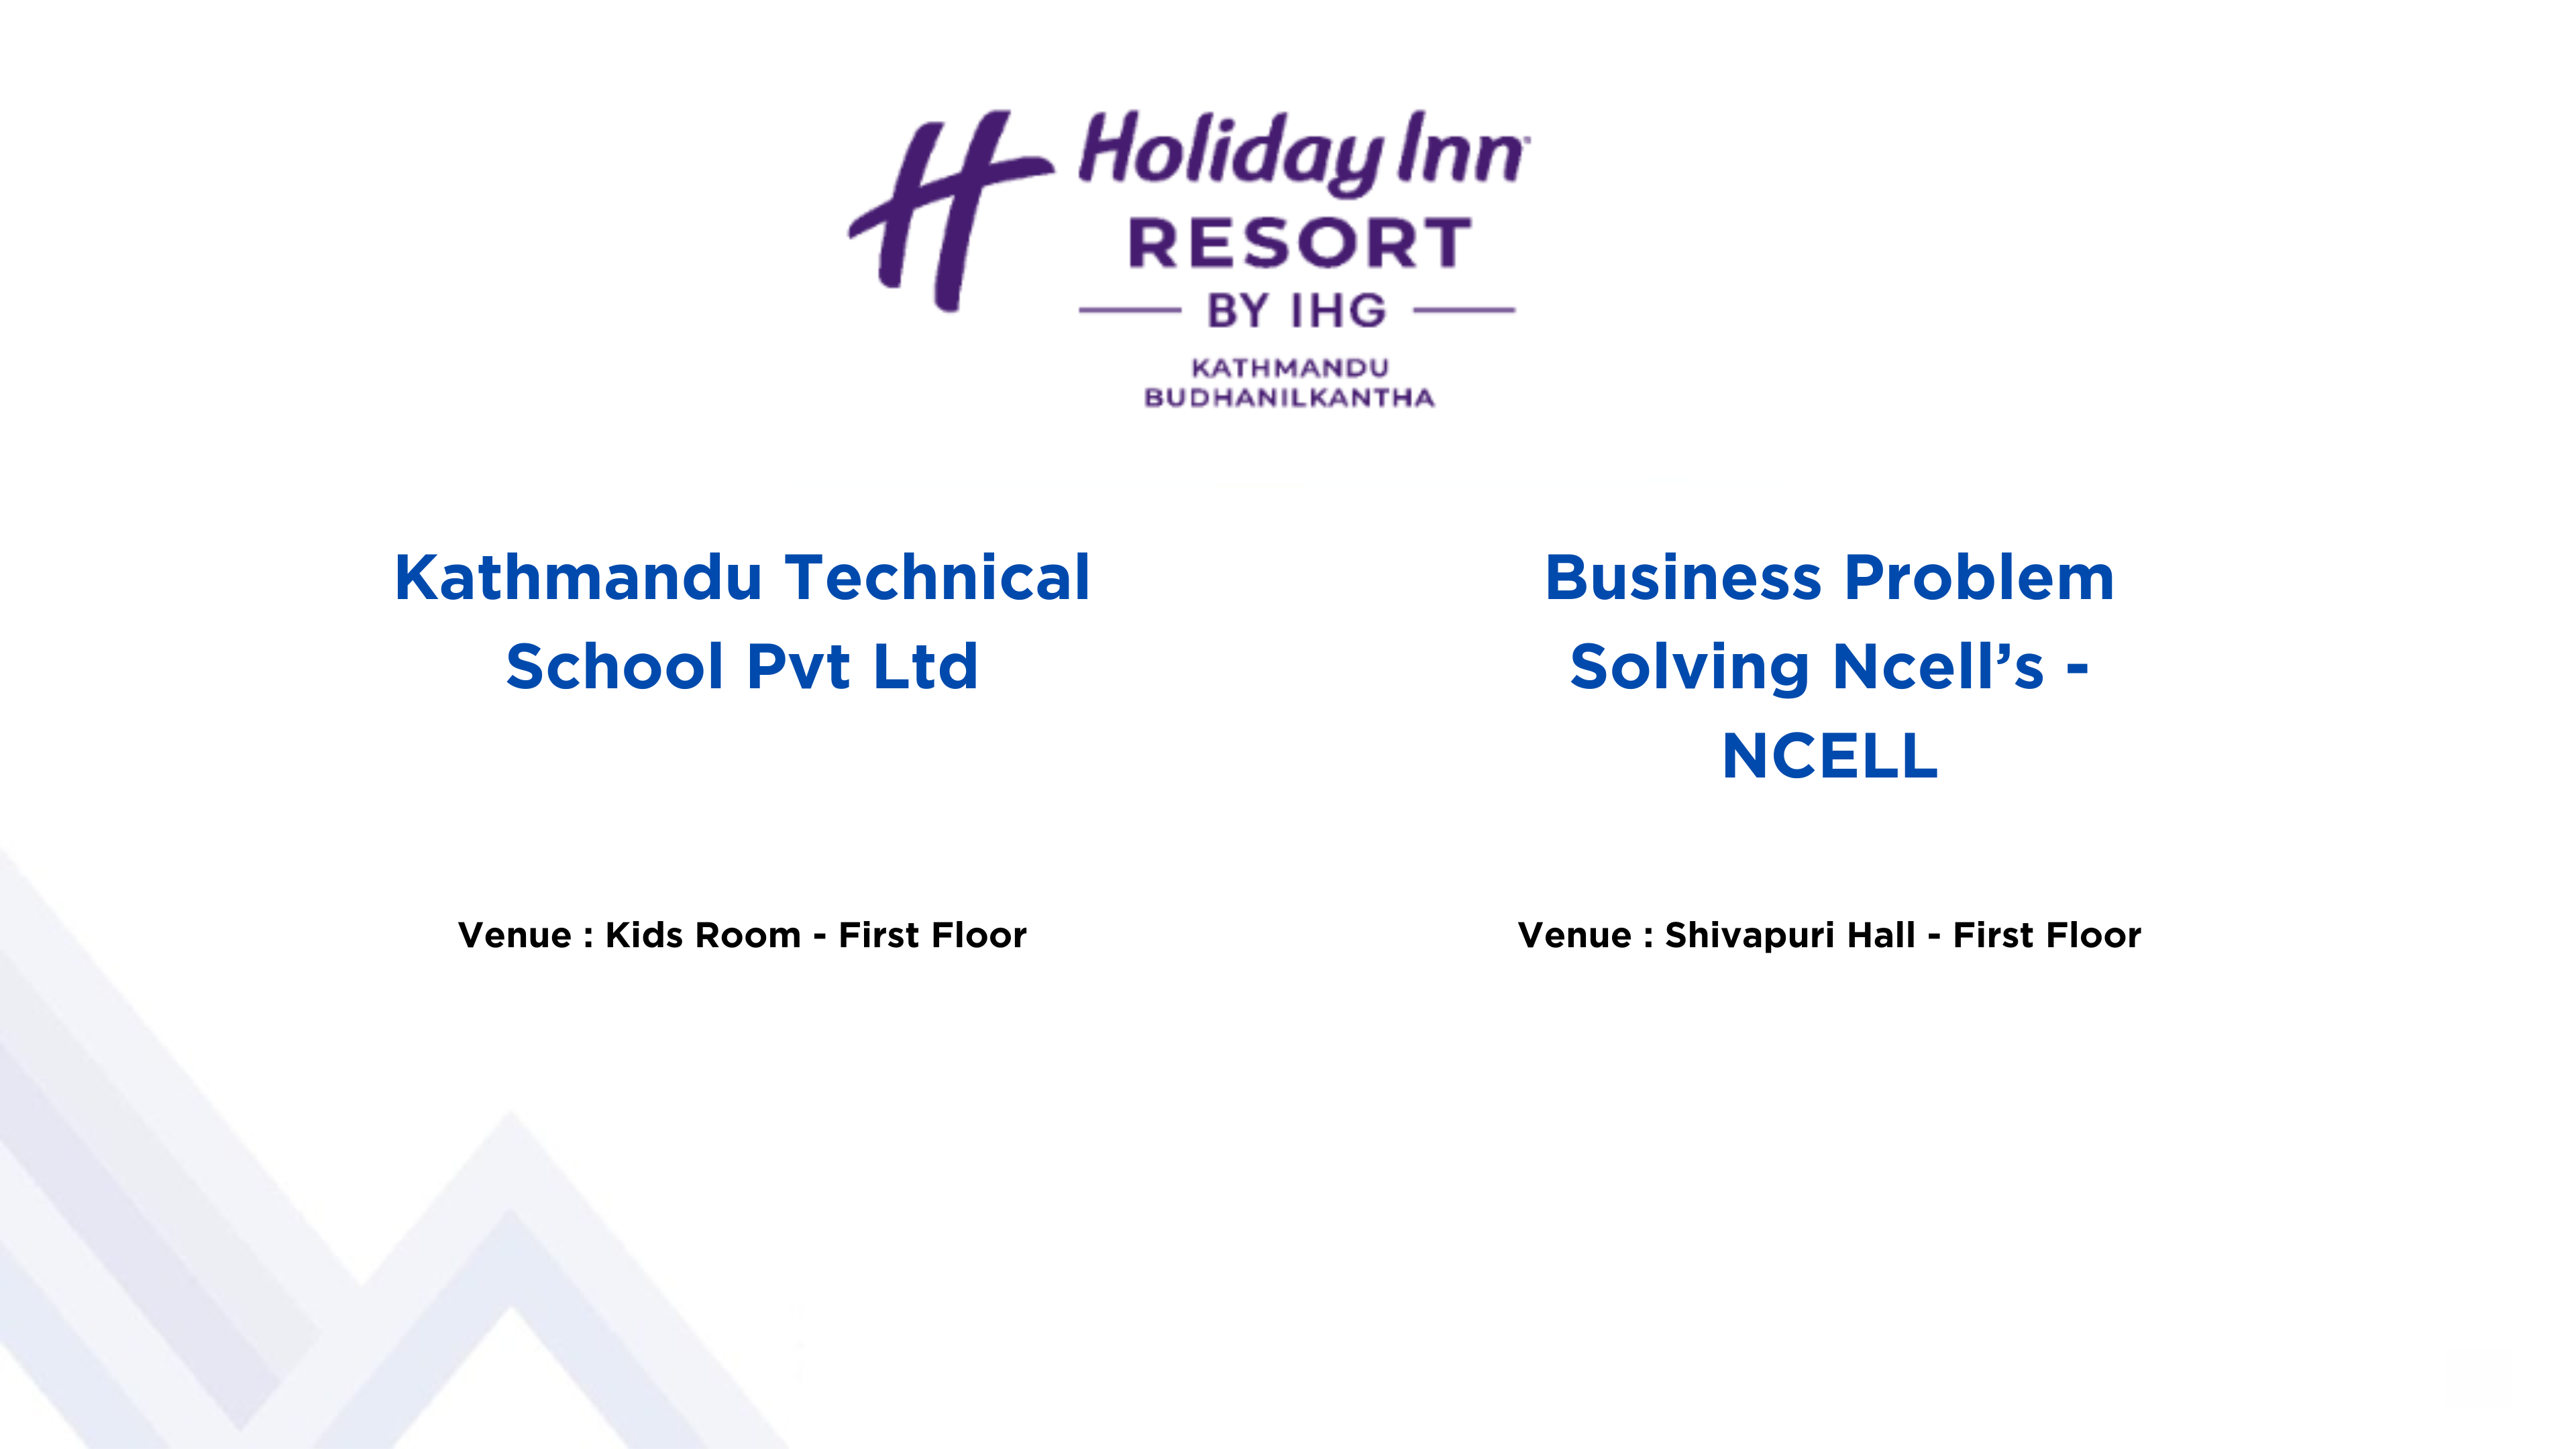 Holiday Inn
RESORT
BY IHG
KATHMANDU
BUDHANILKANTHA
Kathmandu Technical
School Pvt Ltd
Venue : Kids Room - First Floor
Business Problem
Solving Ncell’s -
NCELL
Venue : Shivapuri Hall - First Floor